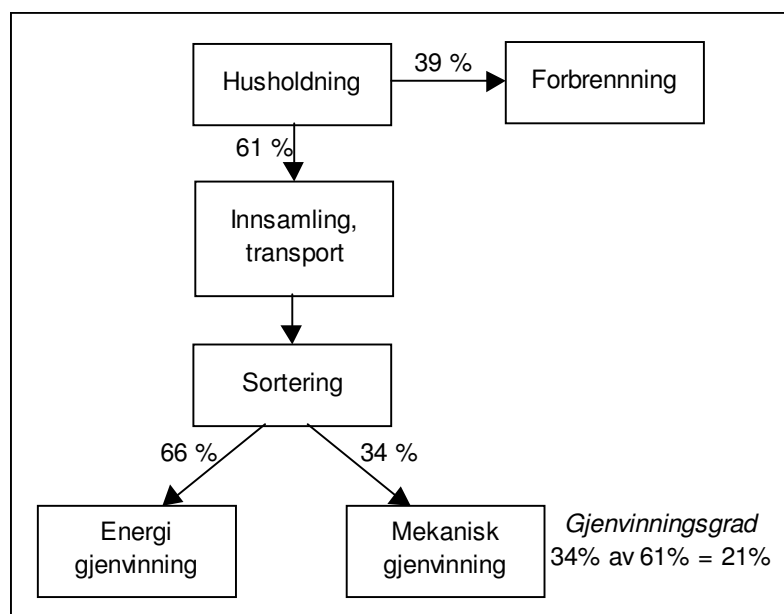 39 %
Husholdning
Forbrennning
61 %
Innsamling,
transport
Sortering
66 %
34 %
Energi
gjenvinning
Mekanisk
gjenvinning
Gjenvinningsgrad
34% av 61% = 21%